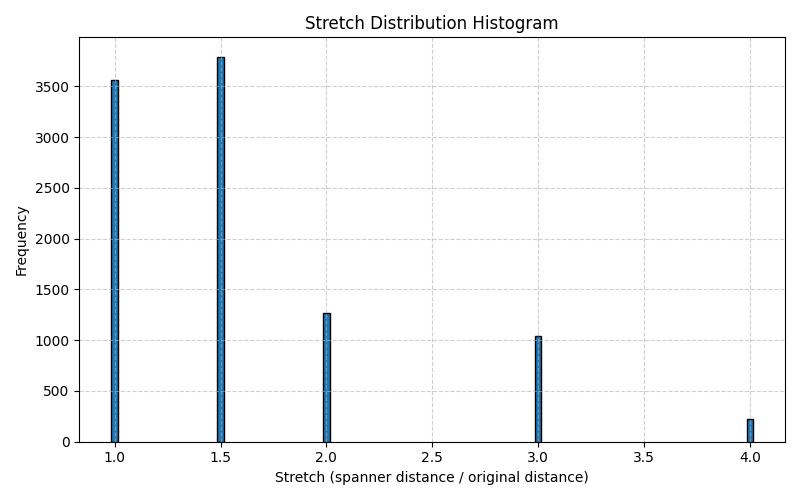 Stretch Distribution Histogram
Frequency
3500
3000
2500
2000
1500
1000
500
0
1.0 1.5 2.0 2.5 3.0 3.5 4.0
Stretch (spanner distance / original distance)